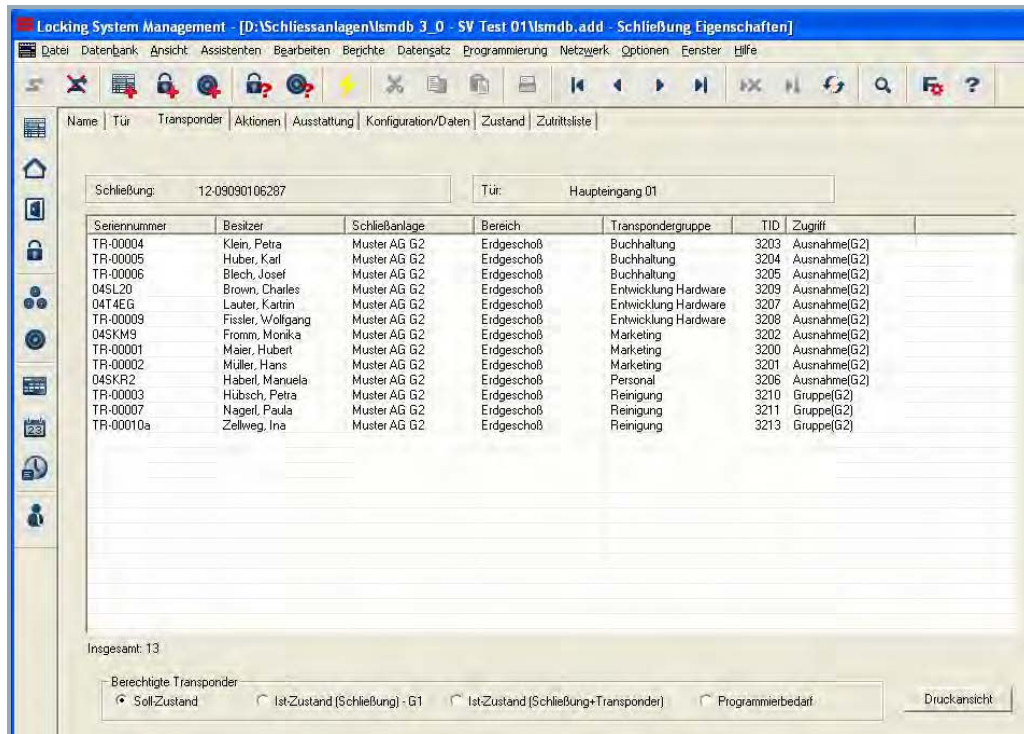 Locking System Management - [D:\Schliessanlagen\lsmdb 3_0 - SV Test 01\lsmdb.add - Schließung Eigenschaften]
Datei Datenbank Ansicht Assistenten Bearbeiten Berichte Datensatz Programmierung Netzwerk Optionen Fenster Hilfe
Name Tür Transponder Aktionen Ausstattung Konfiguration/Daten Zustand Zutrittsliste
Schließung: 12-09090106287 Tür: Haupteingang 01
Seriennummer Besitzer Schließanlage Bereich Transpondergruppe TID Zugriff
TR-00004 Klein, Petra Muster AG G2 Erdgeschoß Buchhaltung 3203 Ausnahme(G2)
TR-00005 Huber, Karl Muster AG G2 Erdgeschoß Buchhaltung 3204 Ausnahme(G2)
TR-00006 Blech, Josef Muster AG G2 Erdgeschoß Buchhaltung 3205 Ausnahme(G2)
04SL20 Brown, Charles Muster AG G2 Erdgeschoß Entwicklung Hardware 3209 Ausnahme(G2)
04T4EG Lauter, Kartrin Muster AG G2 Erdgeschoß Entwicklung Hardware 3207 Ausnahme(G2)
TR-00009 Fissler, Wolfgang Muster AG G2 Erdgeschoß Entwicklung Hardware 3208 Ausnahme(G2)
04SKM9 Fromm, Monika Muster AG G2 Erdgeschoß Marketing 3202 Ausnahme(G2)
TR-00001 Maier, Hubert Muster AG G2 Erdgeschoß Marketing 3200 Ausnahme(G2)
TR-00002 Müller, Hans Muster AG G2 Erdgeschoß Marketing 3201 Ausnahme(G2)
04SKR2 Haberl, Manuela Muster AG G2 Erdgeschoß Personal 3206 Ausnahme(G2)
TR-00003 Hübsch, Petra Muster AG G2 Erdgeschoß Reinigung 3210 Gruppe(G2)
TR-00007 Nagerl, Paula Muster AG G2 Erdgeschoß Reinigung 3211 Gruppe(G2)
TR-00010a Zellweg, Ina Muster AG G2 Erdgeschoß Reinigung 3213 Gruppe(G2)
Insgesamt: 13
Berechtigte Transponder
Soll-Zustand Ist-Zustand (Schließung) - G1 Ist-Zustand (Schließung+Transponder) Programmierbedarf Druckansicht